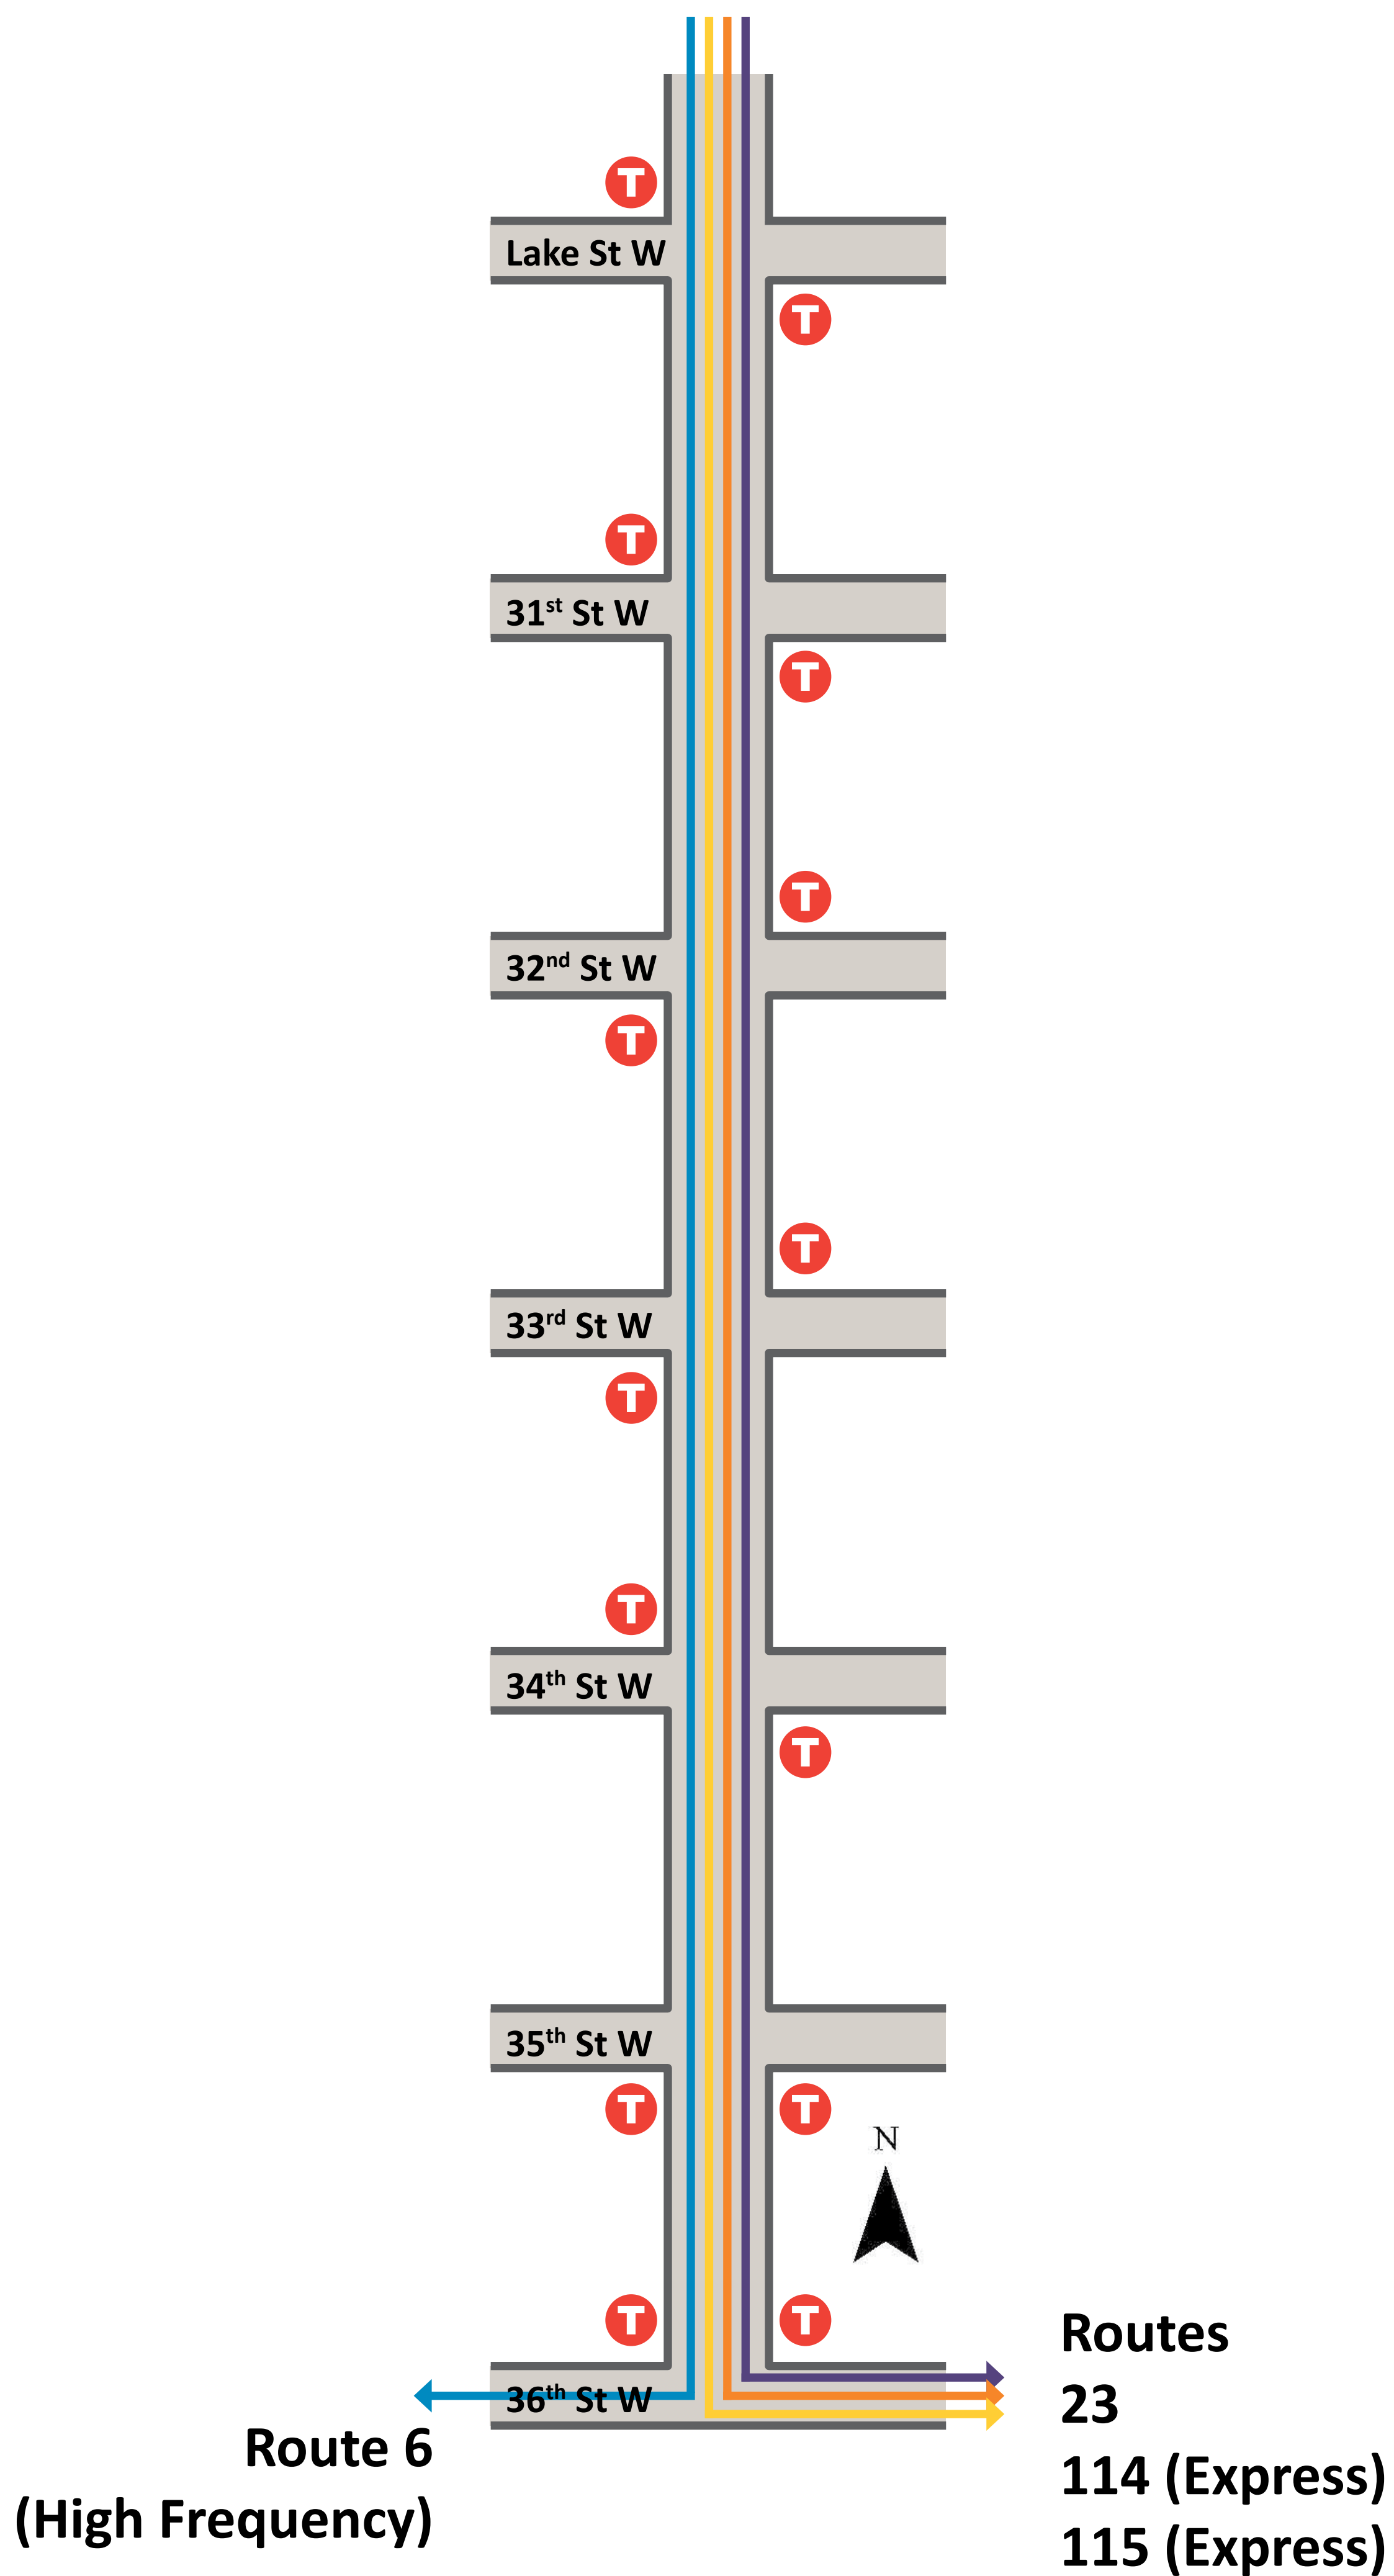 T
Lake St W
T
T
31st St W
T
T
32nd St W
T
T
33rd St W
T
T
34th St W
T
35th St W
T
T
N
T
T
36th St W
Routes
23
114 (Express)
115 (Express)
Route 6
(High Frequency)